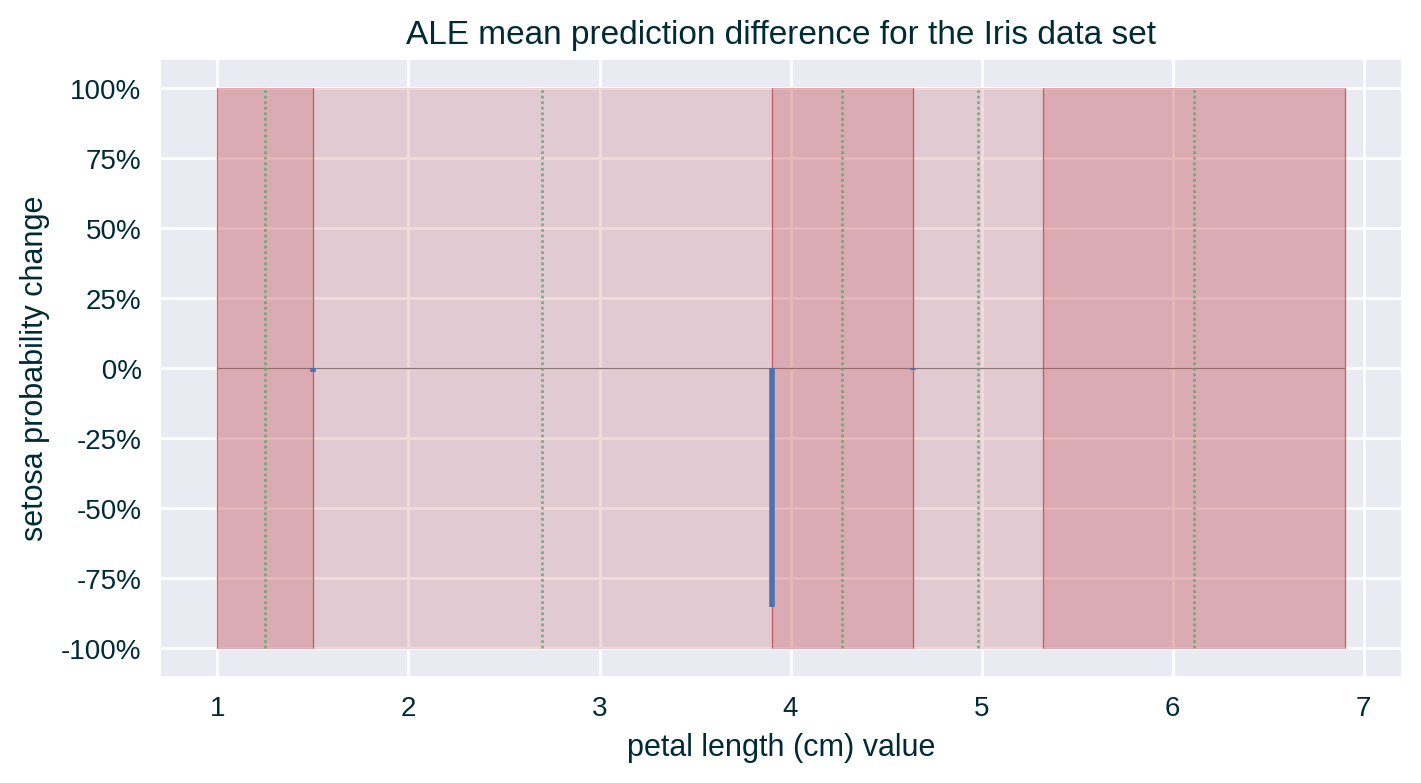 ALE mean prediction difference for the Iris data set
setosa probability change
100%
75%
50%
25%
0%
-25%
-50%
-75%
-100%
1 2 3 4 5 6 7
petal length (cm) value